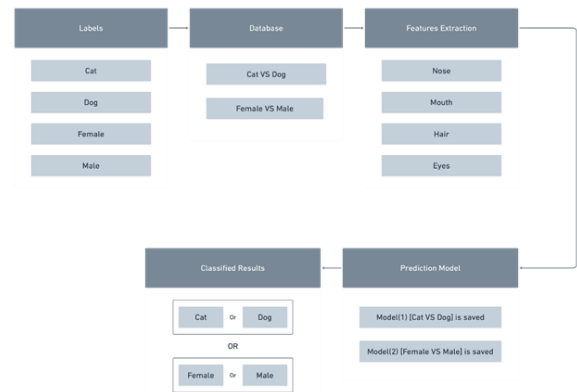 Labels
Database
Features Extraction
Cat
Dog
Female
Male
Cat VS Dog
Female VS Male
Nose
Mouth
Hair
Eyes
Classified Results
Prediction Model
Cat Or Dog
OR
Female Or Male
Model(1) [Cat VS Dog] is saved
Model(2) [Female VS Male] is saved